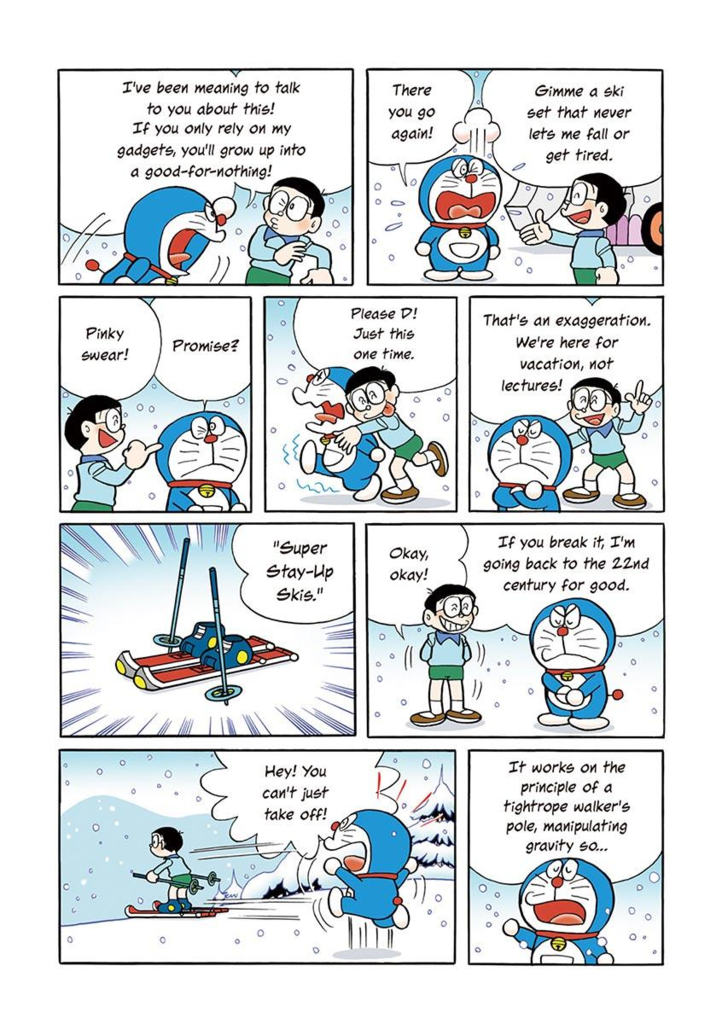 Gimme a ski
set that never
lets me fall or
get tired.
There
you go
again!
I've been meaning to talk
to you about this!
If you only rely on my
gadgets, you'll grow up into
a good-for-nothing!
That's an exaggeration.
We're here for
vacation, not
lectures!
Please D!
Just this
one time.
Promise?
Pinky
swear!
If you break it, I'm
going back to the 22nd
century for good.
Okay,
okay!
"Super
Stay-Up
Skis."
It works on the
principle of a
tightrope walker's
pole, manipulating
gravity so...
Hey! You
can't just
take off!